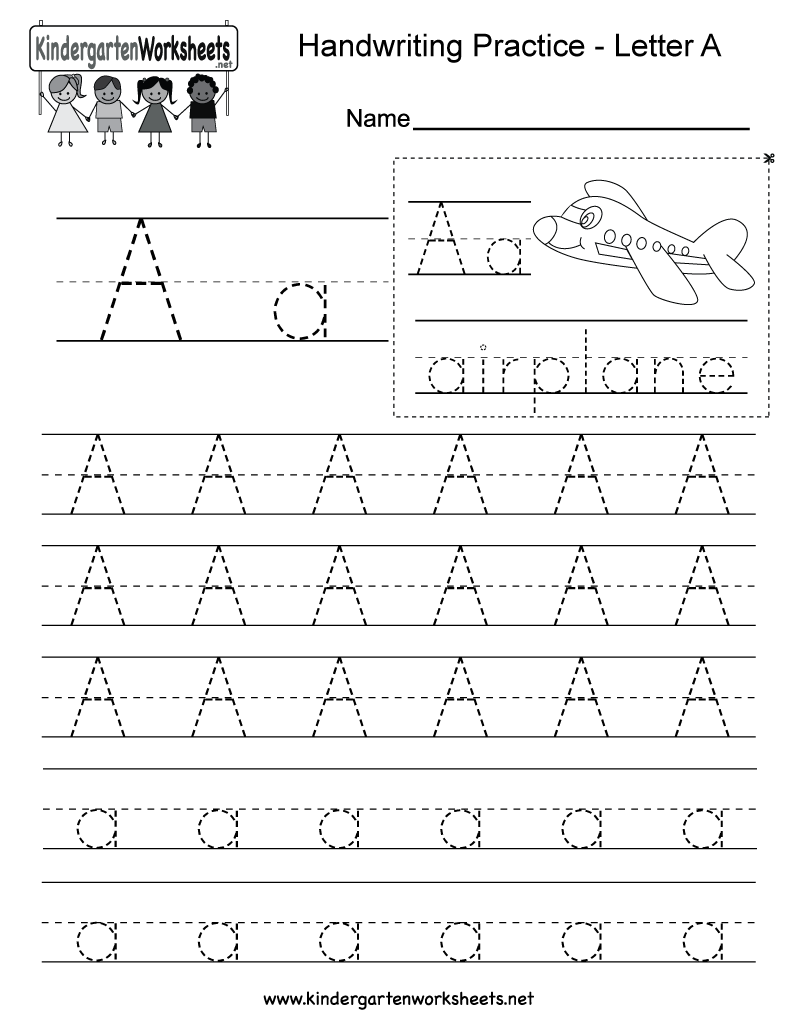 KindergartenWorksheets
.net
Handwriting Practice - Letter A
Name
A a
A a
airplane
A A A A A A
A A A A A A
A A A A A A
a a a a a a
a a a a a a
www.kindergartenworksheets.net